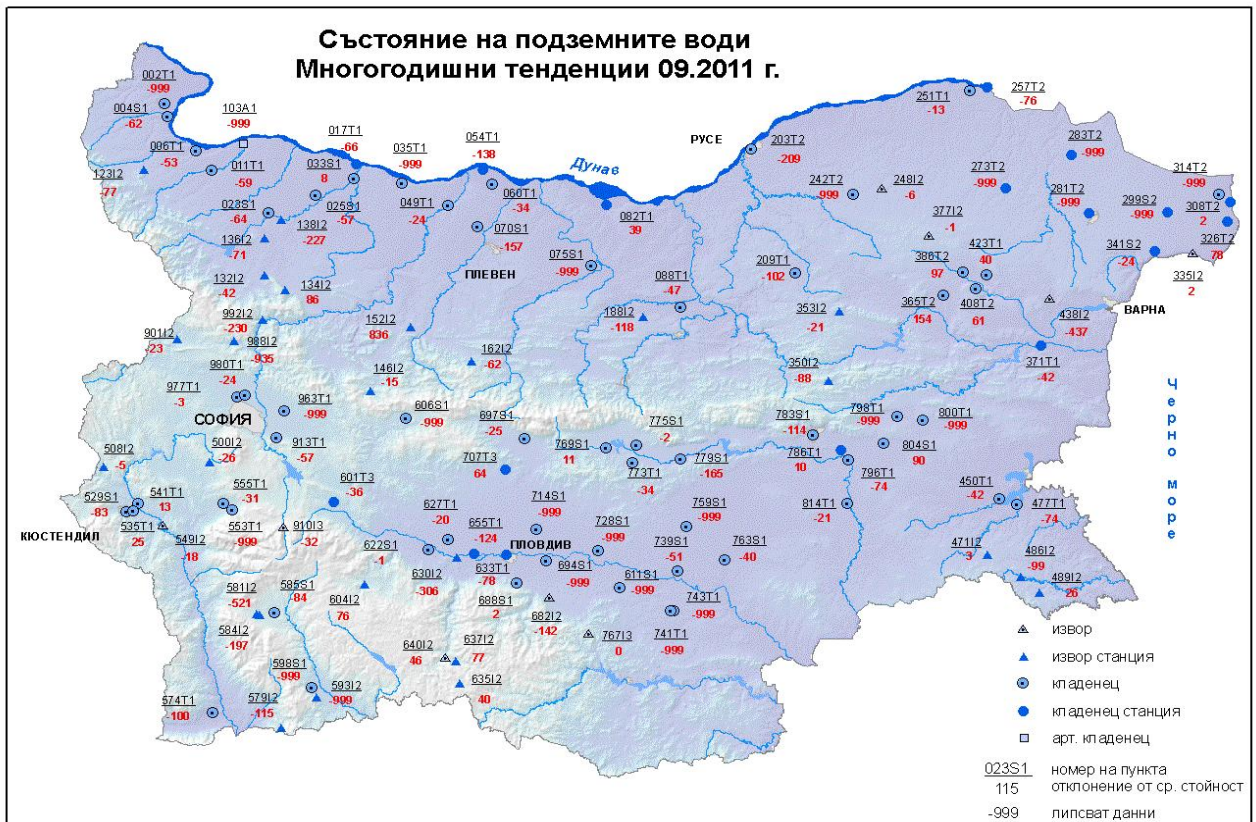 Състояние на подземните води
Многогодишни тенденции 09.2011 г.
002T1
-999
004S1
-62
103A1
-999
006T1
-53
123I2
-77
011T1
-59
017T1
-66
033S1
8
035T1
-999
054T1
-138
025S1
-57
028S1
-64
138I2
-227
136I2
-71
049T1
-24
060T1
-34
070S1
-157
ПЛЕВЕН
Дунав
082T1
39
075S1
-999
088T1
-47
РУСЕ
203T2
-209
251T1
-13
257T2
-76
283T2
-999
242T2
-999
248I2
-6
273T2
-999
281T2
-999
299S2
-999
314T2
-999
308T2
2
326T2
78
335I2
2
341S2
-24
377I2
-1
386T2
97
423T1
40
209T1
-102
365T2
154
408T2
61
438I2
-437
ВАРНА
353I2
-21
371T1
-42
350I2
-88
132I2
-42
134I2
86
992I2
-230
988I2
-935
901I2
-23
152I2
836
162I2
-62
146I2
-15
188I2
-118
980T1
-24
977T1
-3
СОФИЯ
963T1
-999
913T1
-57
606S1
-999
697S1
-25
707T3
64
769S1
11
775S1
-2
773T1
-34
779S1
-165
783S1
-114
786T1
10
798T1
-999
800T1
-999
804S1
90
796T1
-74
814T1
-21
450T1
-42
477T1
-74
471I2
3
486I2
-99
489I2
26
Черно море
508I2
-5
500I2
-26
529S1
-83
541T1
13
535T1
25
КЮСТЕНДИЛ
549I2
-18
555T1
-31
553T1
-999
910I3
-32
601T3
-36
627T1
-20
655T1
-124
622S1
-1
630I2
-306
633T1
-78
714S1
-999
ПЛОВДИВ
728S1
-999
694S1
-999
688S1
2
682I2
-142
611S1
-999
759S1
-999
739S1
-51
763S1
-40
743T1
-999
741T1
-999
767I3
0
581I2
-521
585S1
84
584I2
-197
604I2
76
640I2
46
637I2
77
635I2
40
598S1
-999
593I2
-999
579I2
-115
574T1
-100
извор
извор станция
кладенец
кладенец станция
арт. кладенец
023S1 номер на пункта
115 отклонение от ср. стойност
-999 липсват данни